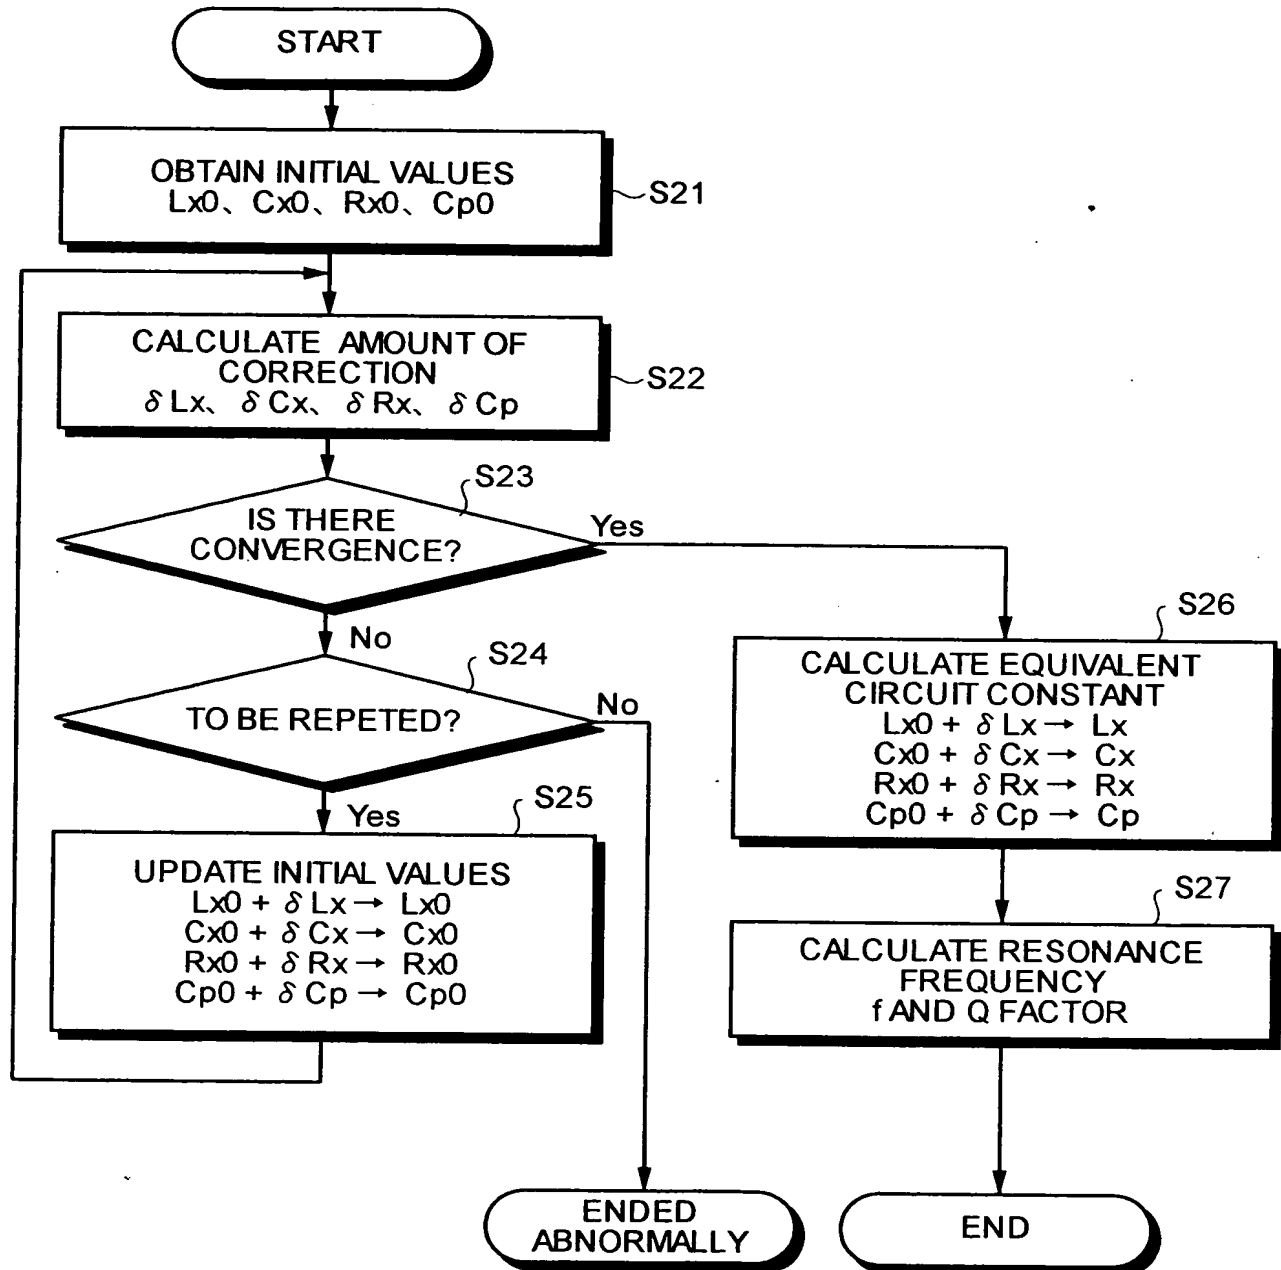 START
OBTAIN INITIAL VALUES
Lx0、Cx0、Rx0、Cp0
S21
CALCULATE AMOUNT OF
CORRECTION
δLx、δCx、δRx、δCp
S22
S23
IS THERE
CONVERGENCE?
Yes
No
S24
TO BE REPETED?
No
Yes
S25
UPDATE INITIAL VALUES
Lx0 + δLx → Lx0
Cx0 + δCx → Cx0
Rx0 + δRx → Rx0
Cp0 + δCp → Cp0
S26
CALCULATE EQUIVALENT
CIRCUIT CONSTANT
Lx0 + δLx → Lx
Cx0 + δCx → Cx
Rx0 + δRx → Rx
Cp0 + δCp → Cp
S27
CALCULATE RESONANCE
FREQUENCY
f AND Q FACTOR
ENDED
ABNORMALLY
END